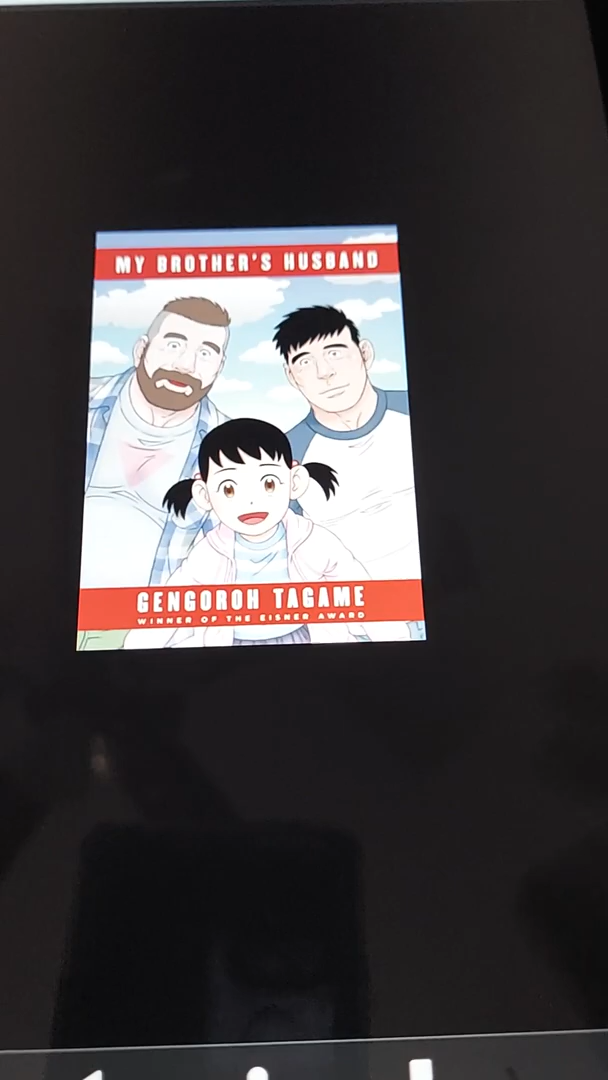 MY BROTHER'S HUSBAND
GENGOROH TAGAME
WINNER OF THE EISNER AWARD